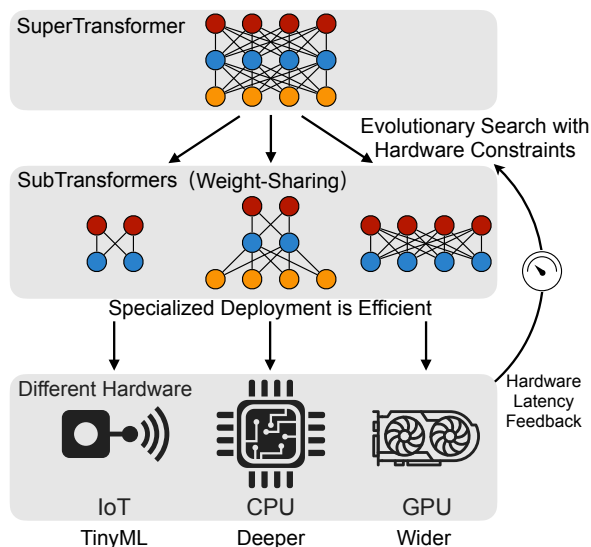 SuperTransformer
Evolutionary Search with
Hardware Constraints
SubTransformers (Weight-Sharing)
Specialized Deployment is Efficient
Different Hardware
Hardware
Latency
Feedback
IoT
CPU
GPU
TinyML
Deeper
Wider